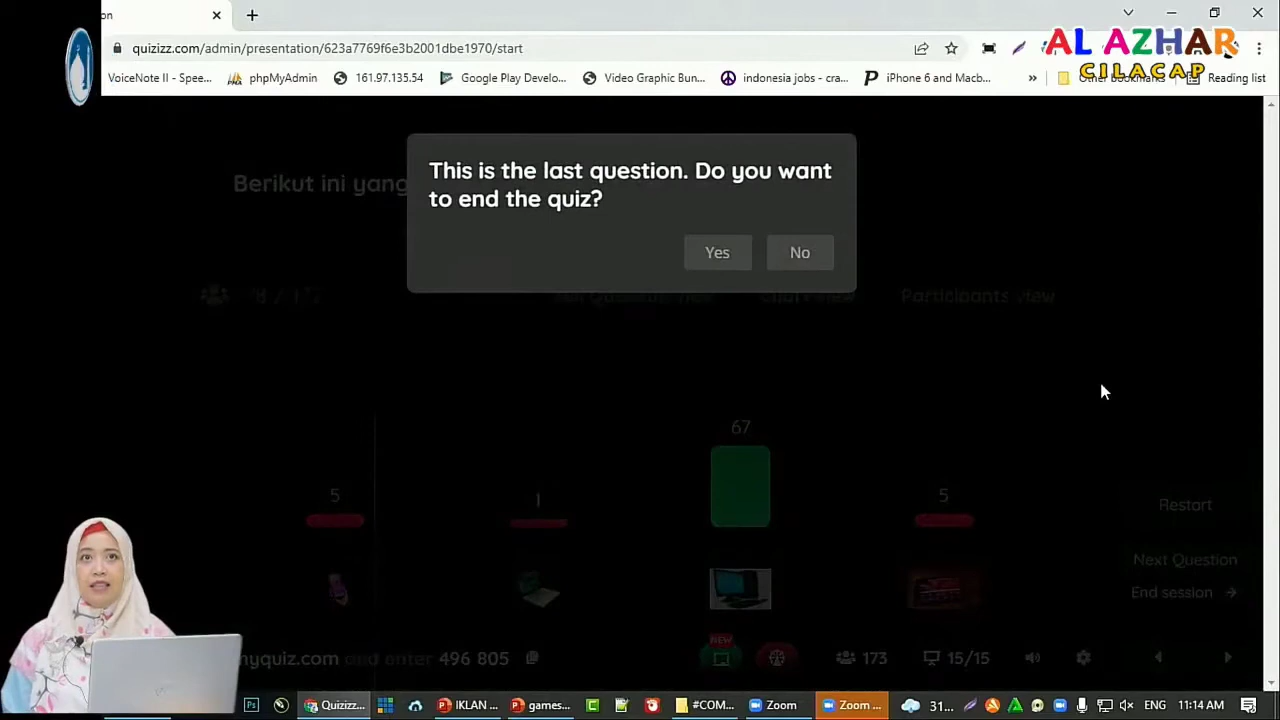 on
AL AZHAR
CILACAP
quizizz.com/admin/presentation/623a7769f6e3b2001dbe1970/start
VoiceNote II - Spee...
phpMyAdmin
161.97.135.54
Google Play Develo...
Video Graphic Bun...
indonesia jobs - cra...
iPhone 6 and Macb...
»
Other bookmarks
Reading list
This is the last question. Do you want
to end the quiz?
Yes
No
Berikut ini yang
Participants view
67
5
1
5
Restart
Next Question
End session
myquiz.com and enter 496 805
NEW
173
15/15
Quizizz...
IKLAN ...
games...
#COM...
Zoom
Zoom ...
31...
ENG
11:14 AM